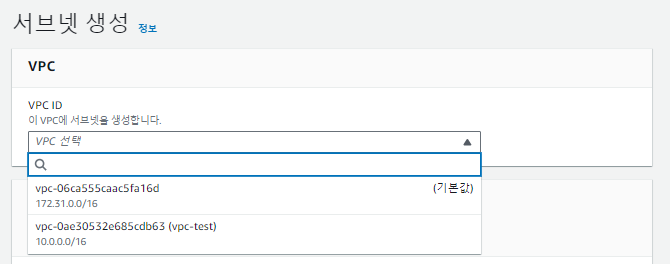 서브넷 생성 정보
VPC
VPC ID
이 VPC에 서브넷을 생성합니다.
VPC 선택
vpc-06ca555caac5fa16d (기본값)
172.31.0.0/16
vpc-0ae30532e685cdb63 (vpc-test)
10.0.0.0/16